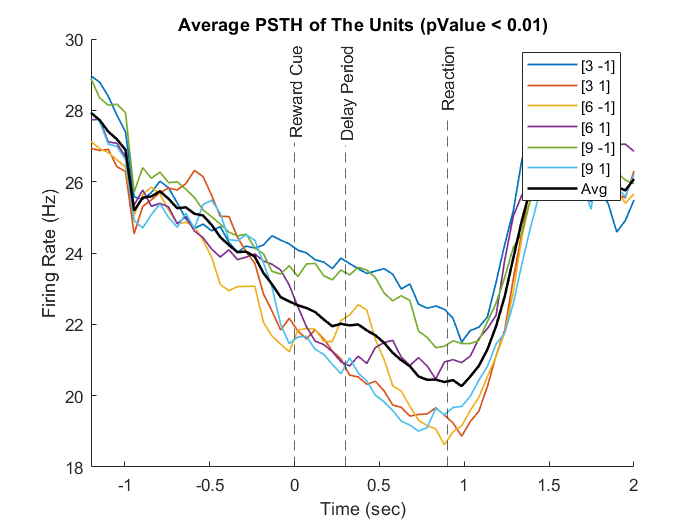 Average PSTH of The Units (pValue < 0.01)
30
28
26
24
22
20
18
Firing Rate (Hz)
Reward Cue
Delay Period
Reaction
[3 -1]
[3 1]
[6 -1]
[6 1]
[9 -1]
[9 1]
Avg
-1
-0.5
0
0.5
1
1.5
2
Time (sec)